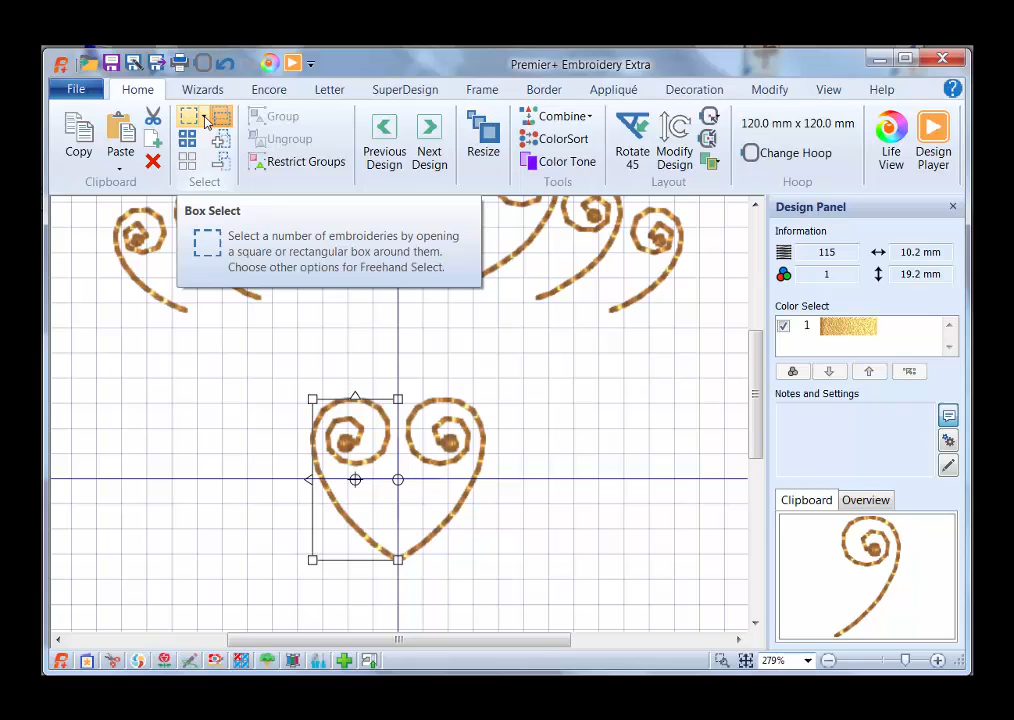 Premier+ Embroidery Extra
File Home Wizards Encore Letter SuperDesign Frame Border Appliqué Decoration Modify View Help
Copy
Paste
Clipboard
Select
Group
Ungroup
Restrict Groups
Previous
Design
Next
Design
Resize
Combine
ColorSort
Color Tone
Tools
Rotate
45
Modify
Design
Layout
120.0 mm x 120.0 mm
Change Hoop
Hoop
Life
View
Design
Player
Box Select
Select a number of embroideries by opening
a square or rectangular box around them.
Choose other options for Freehand Select.
Design Panel
Information
115 10.2 mm
1 19.2 mm
Color Select
1
Notes and Settings
Clipboard Overview
279%